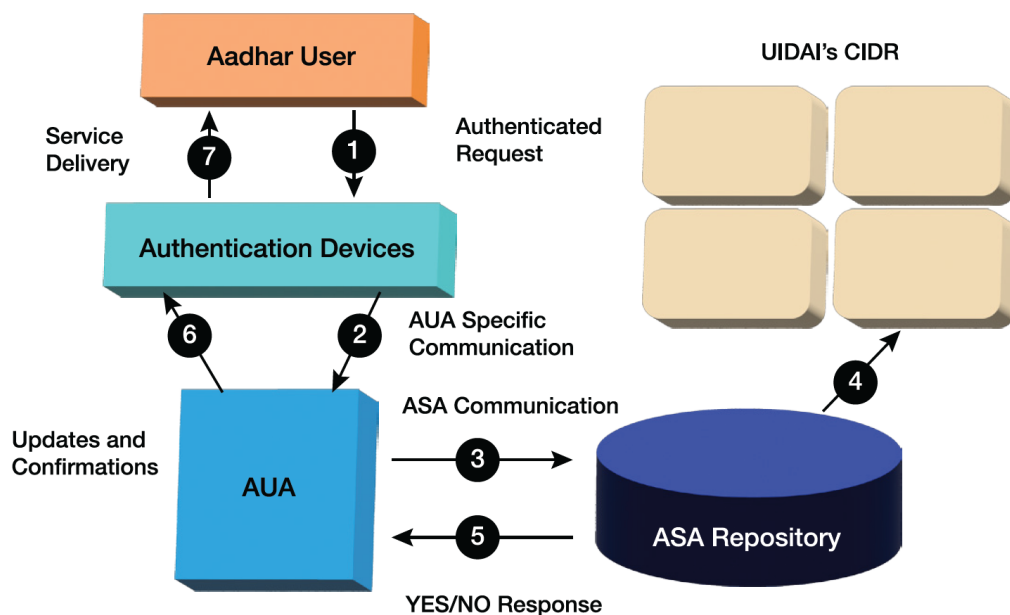 Aadhar User
UIDAI's CIDR
Service
Delivery
7
1
Authenticated
Request
Authentication Devices
6
2
AUA Specific
Communication
4
ASA Communication
Updates and
Confirmations
3
AUA
5
ASA Repository
YES/NO Response